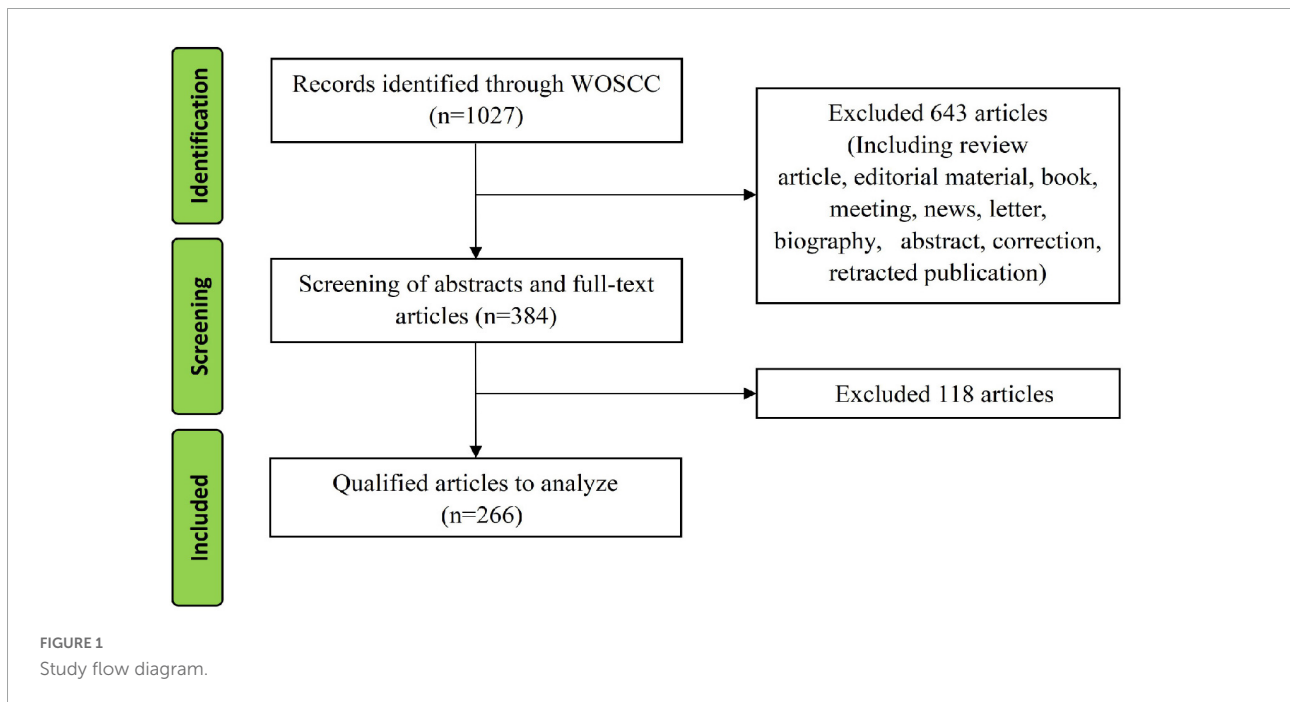 Identification
Records identified through WOSCC
(n=1027)
Excluded 643 articles
(Including review
article, editorial material, book,
meeting, news, letter,
biography, abstract, correction,
retracted publication)
Screening
Screening of abstracts and full-text
articles (n=384)
Excluded 118 articles
Included
Qualified articles to analyze
(n=266)
FIGURE 1
Study flow diagram.